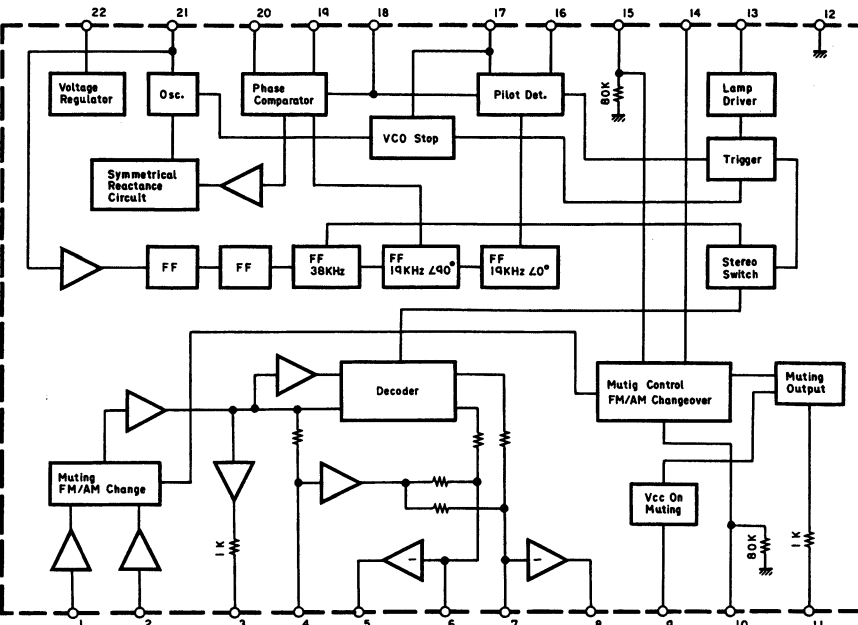 22 21 20 19 18 17 16 15 14 13 12
Voltage
Regulator
Osc.
Phase
Comparator
Pilot Det.
80K
Lamp
Driver
VCO Stop
Trigger
Symmetrical
Reactance
Circuit
FF
FF
FF
38KHz
FF
19KHz ∠90°
FF
19KHz ∠0°
Stereo
Switch
Decoder
Mutig Control
FM/AM Changeover
Muting
Output
Muting
FM/AM Change
Vcc On
Muting
1K
-
-
80K
1K
1 2 3 4 5 6 7 8 9 10 11